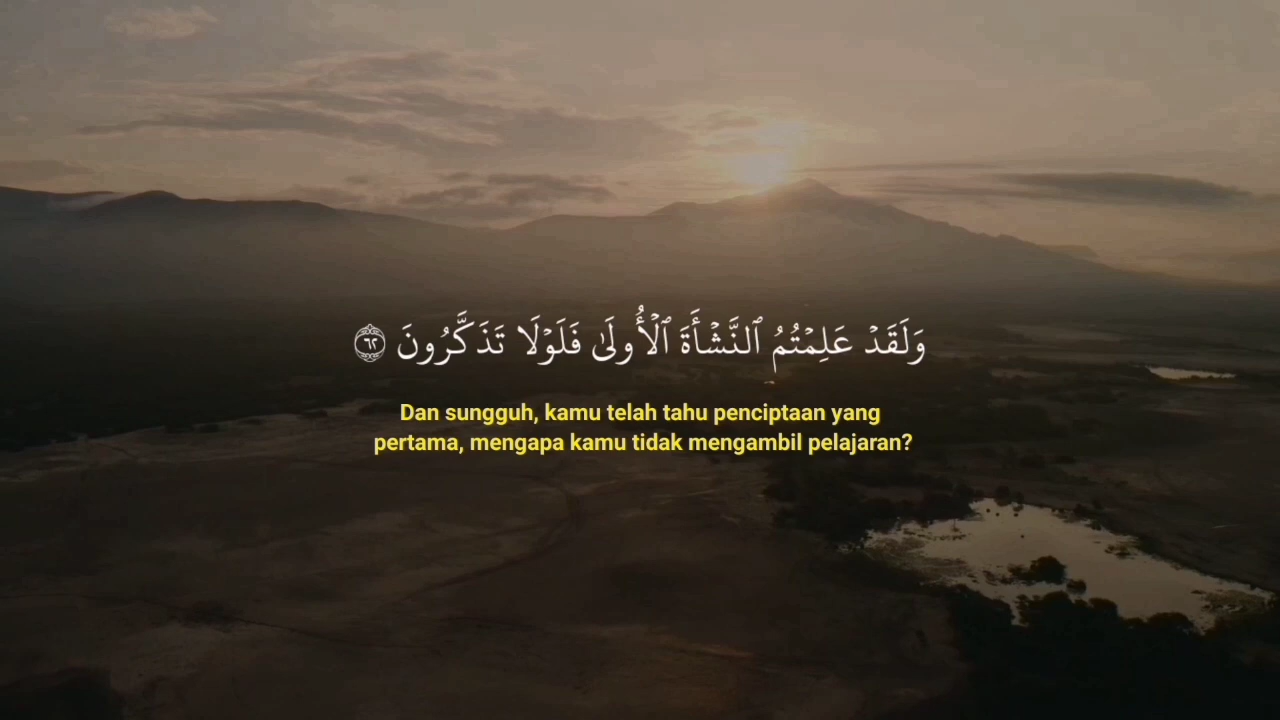 وَلَقَدۡ عَلِمۡتُمُ ٱلنَّشۡأَةَ ٱلۡأُولَىٰ فَلَوۡلَا تَذَكَّرُونَ ٦٢
Dan sungguh, kamu telah tahu penciptaan yang
pertama, mengapa kamu tidak mengambil pelajaran?